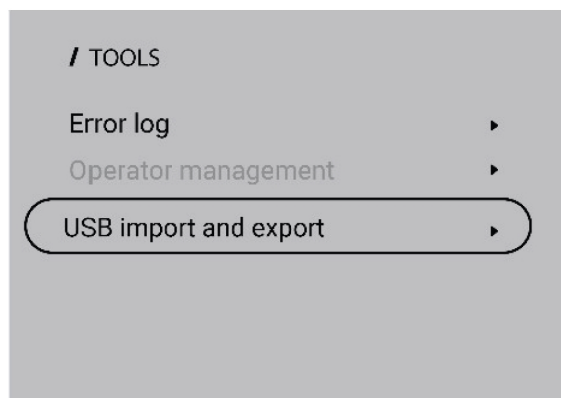 / TOOLS
Error log
Operator management
USB import and export